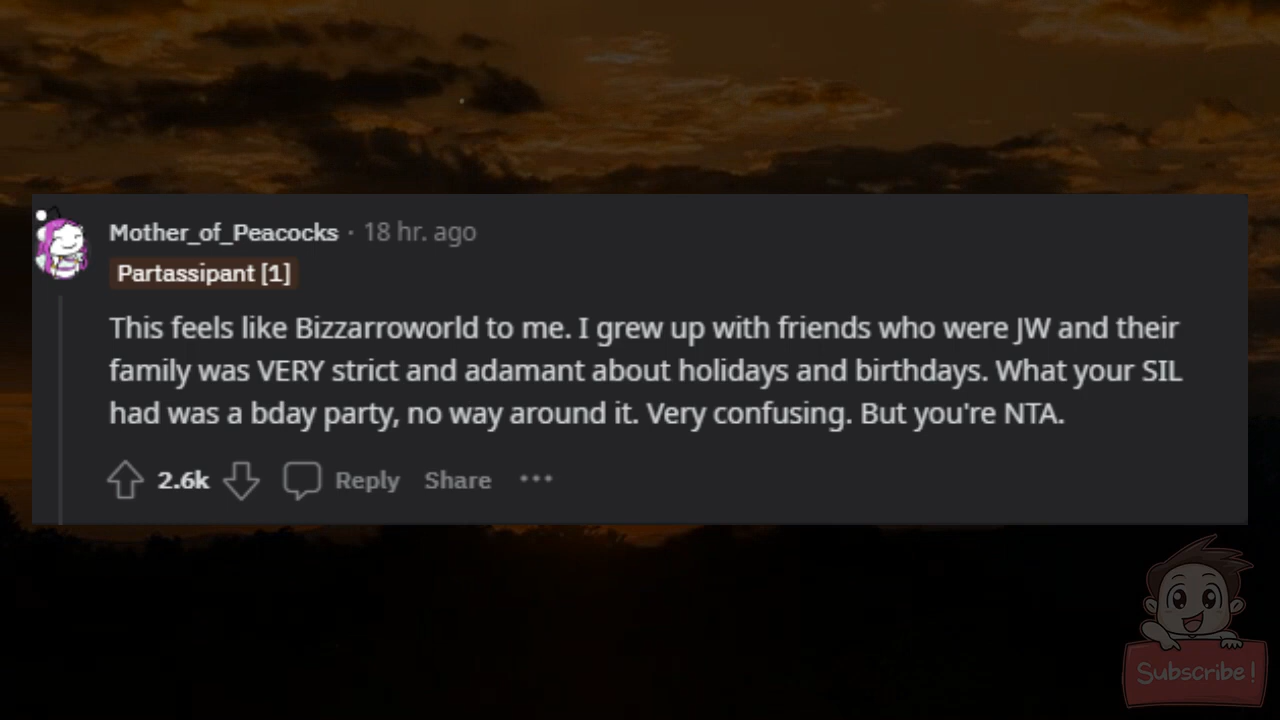 Mother_of_Peacocks · 18 hr. ago
Partassipant [1]
This feels like Bizzarroworld to me. I grew up with friends who were JW and their
family was VERY strict and adamant about holidays and birthdays. What your SIL
had was a bday party, no way around it. Very confusing. But you're NTA.
2.6k Reply Share ···
Subscribe!